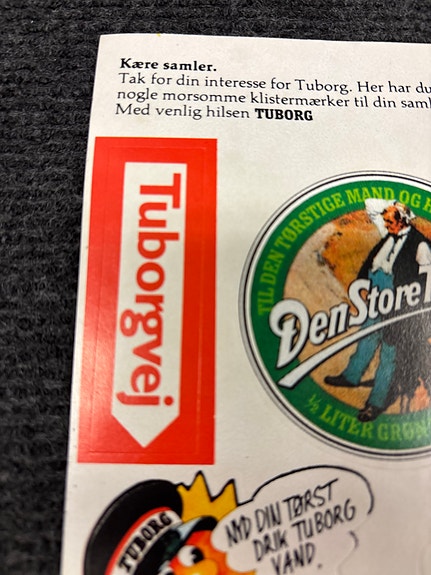 Kære samler.
Tak for din interesse for Tuborg. Her har du
nogle morsomme klistermærker til din saml
Med venlig hilsen TUBORG
Tuborgvej
TIL DEN TØRSTIGE MAND OG H
Den Store
½ LITER GRØN
TUBORG
NYD DIN TØRST
DRIK TUBORG
VAND.